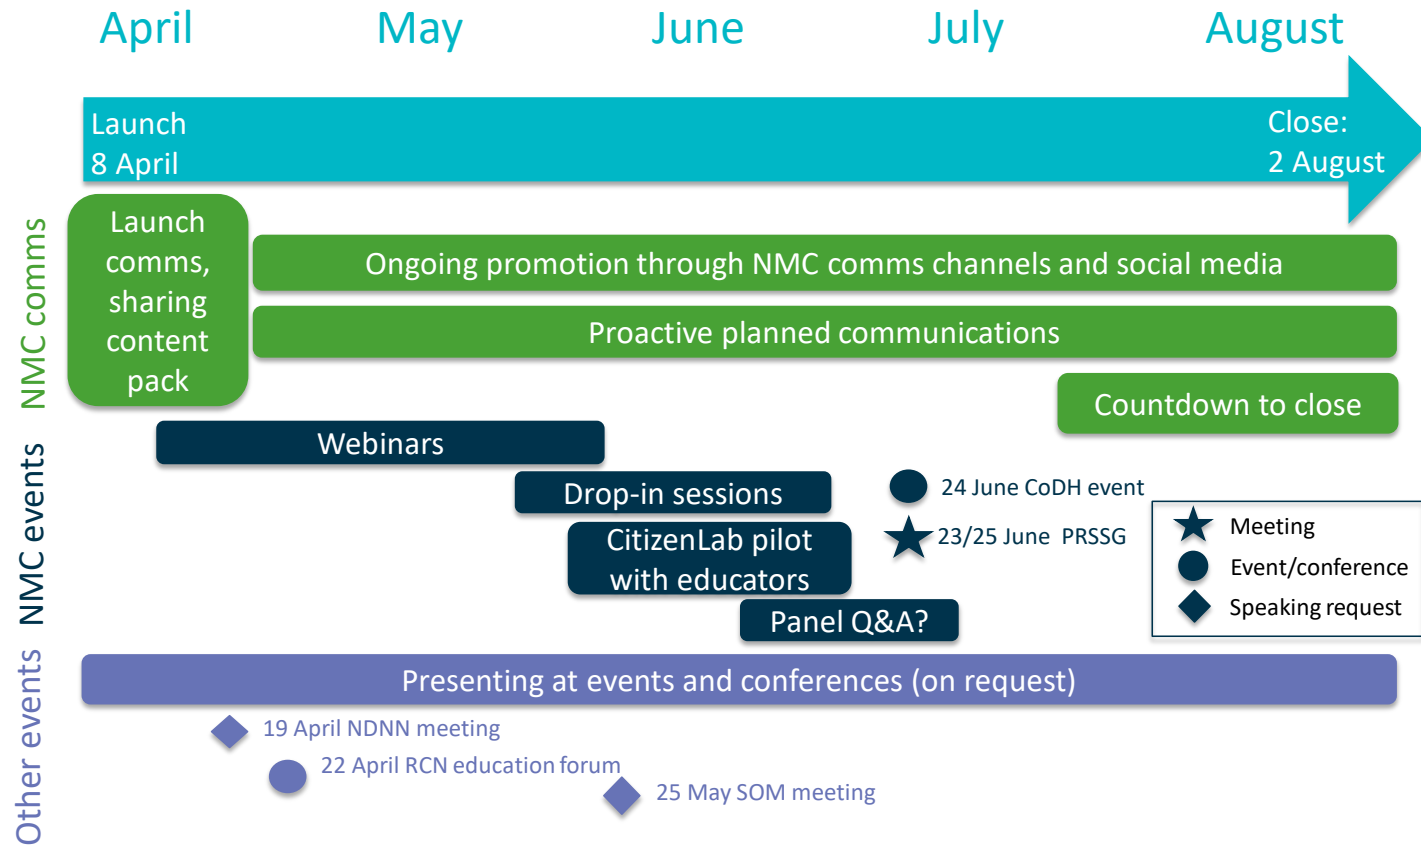 April
May
June
July
August
Launch
8 April
Close:
2 August
NMC comms
Launch
comms,
sharing
content
pack
Ongoing promotion through NMC comms channels and social media
Proactive planned communications
Countdown to close
NMC events
Webinars
Drop-in sessions
24 June CoDH event
CitizenLab pilot
with educators
23/25 June  PRSSG
Panel Q&A?
Meeting
Event/conference
Speaking request
Other events
Presenting at events and conferences (on request)
19 April NDNN meeting
22 April RCN education forum
25 May SOM meeting